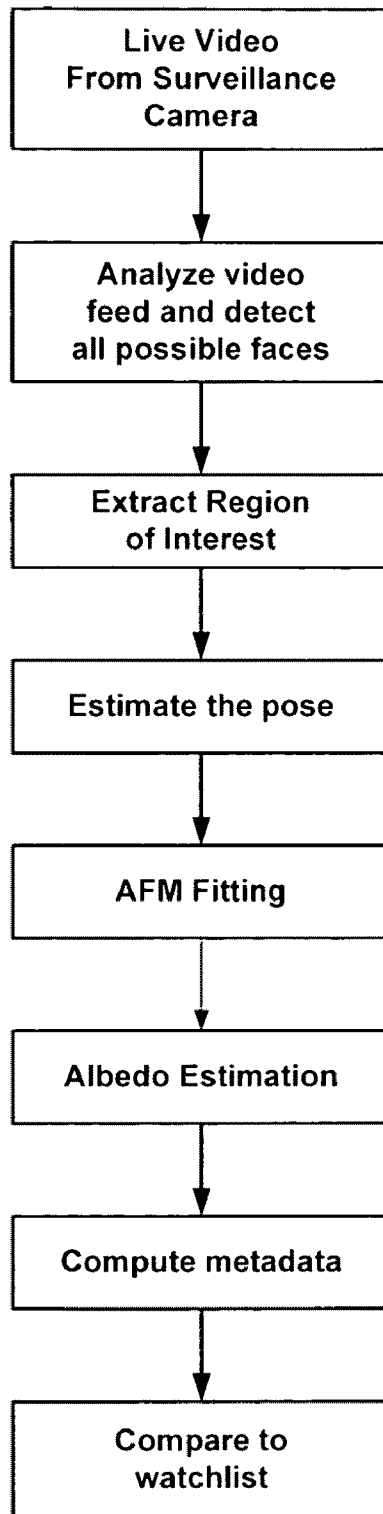 Live Video
From Surveillance
Camera
Analyze video
feed and detect
all possible faces
Extract Region
of Interest
Estimate the pose
AFM Fitting
Albedo Estimation
Compute metadata
Compare to
watchlist